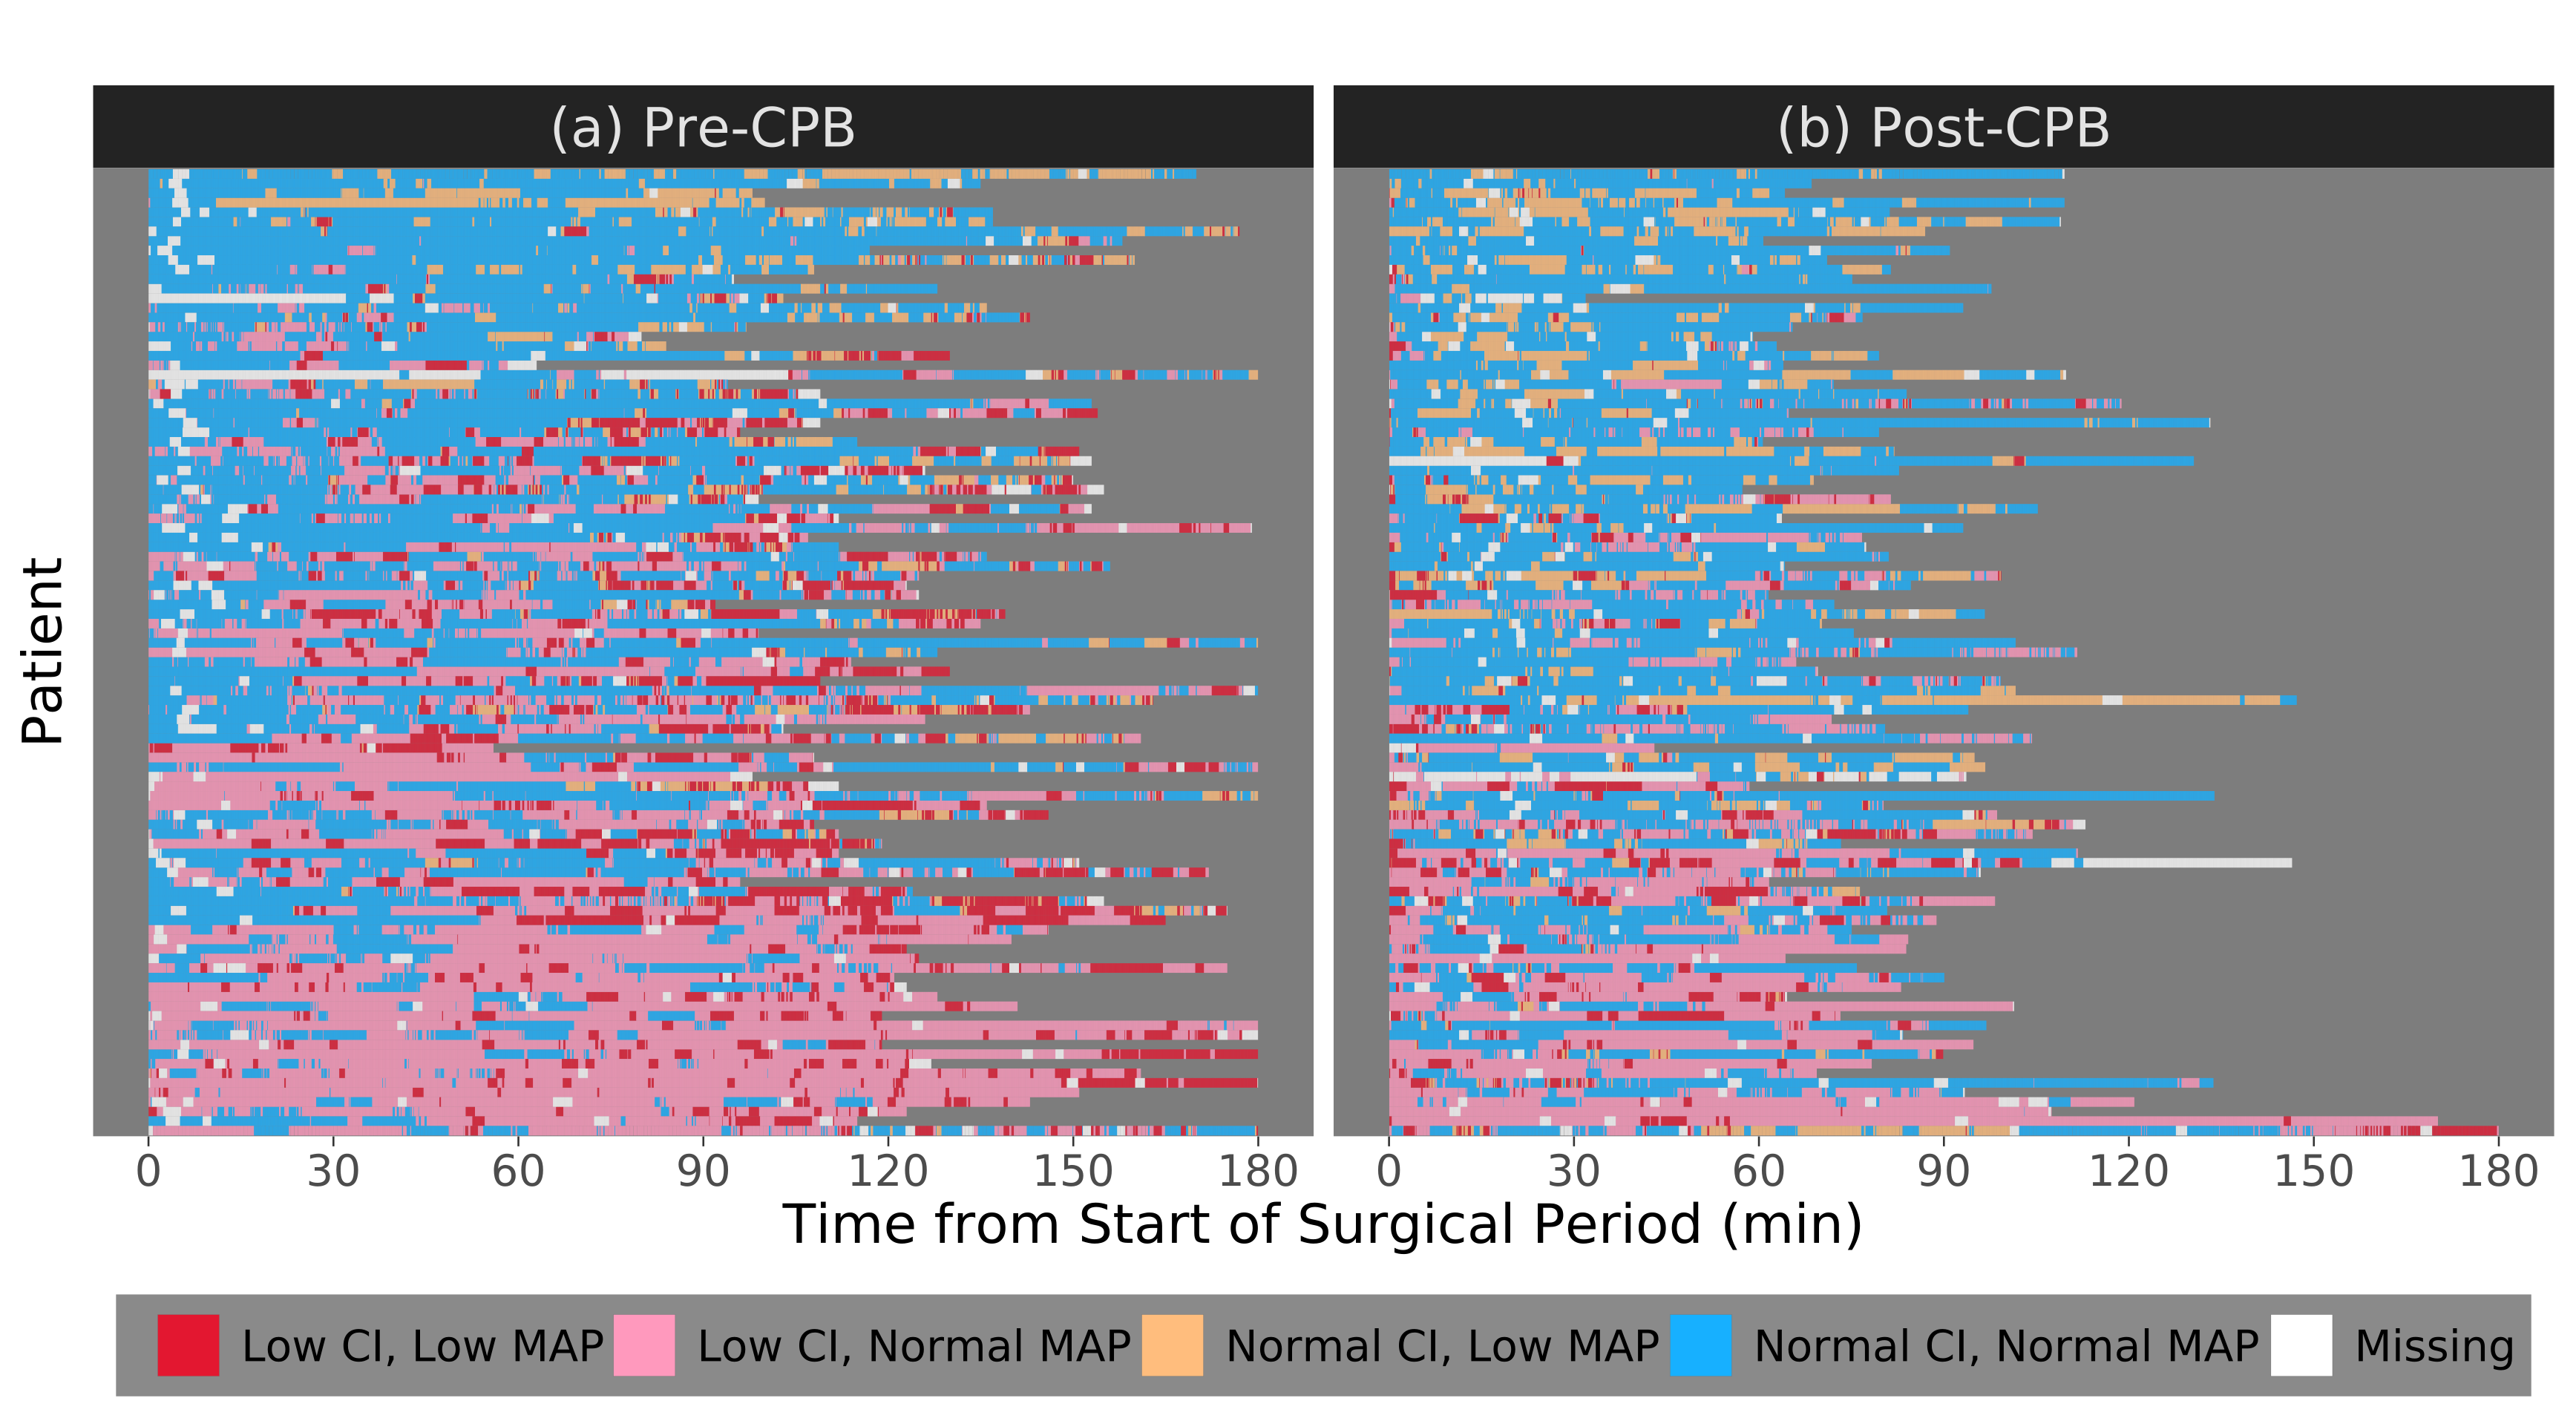 (a) Pre-CPB
(b) Post-CPB
Patient
0 30 60 90 120 150 180
0 30 60 90 120 150 180
Time from Start of Surgical Period (min)
Low CI, Low MAP
Low CI, Normal MAP
Normal CI, Low MAP
Normal CI, Normal MAP
Missing